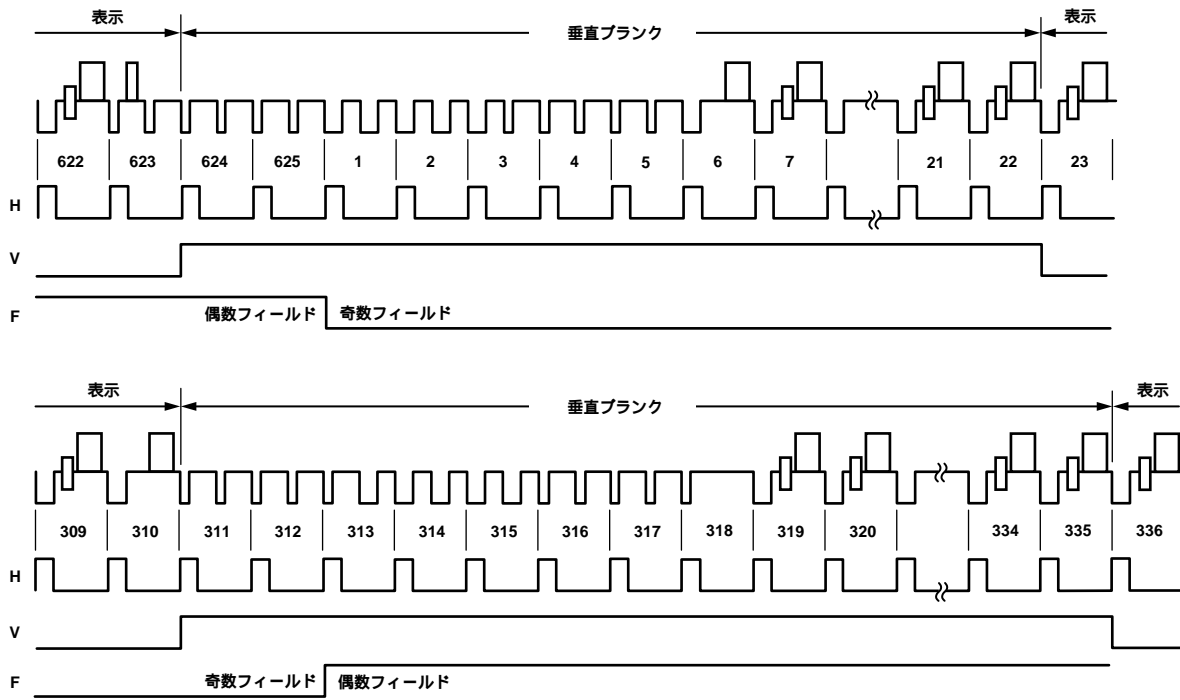 表示 垂直ブランク 表示
622 623 624 625 1 2 3 4 5 6 7 21 22 23
H
V
F 偶数フィールド 奇数フィールド
表示 垂直ブランク 表示
309 310 311 312 313 314 315 316 317 318 319 320 334 335 336
H
V
F 奇数フィールド 偶数フィールド